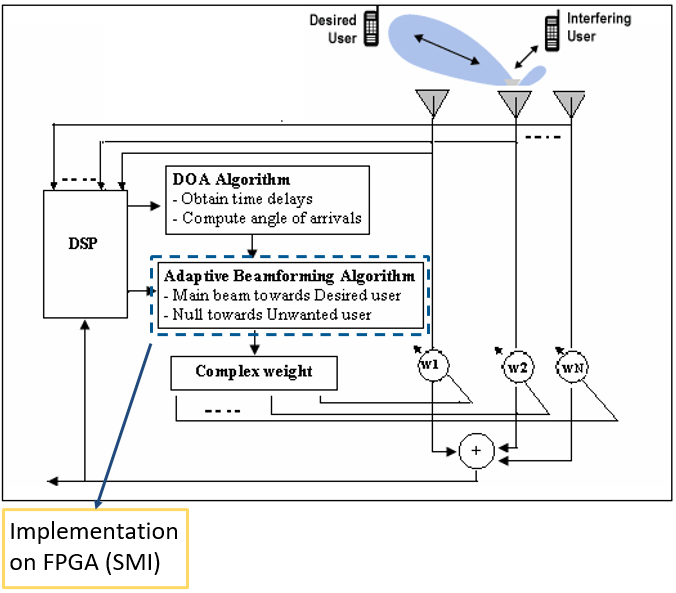 Desired
User
Interfering
User
DOA Algorithm
- Obtain time delays
- Compute angle of arrivals
DSP
Adaptive Beamforming Algorithm
- Main beam towards Desired user
- Null towards Unwanted user
Complex weight
w1
w2
wN
+
Implementation
on FPGA (SMI)